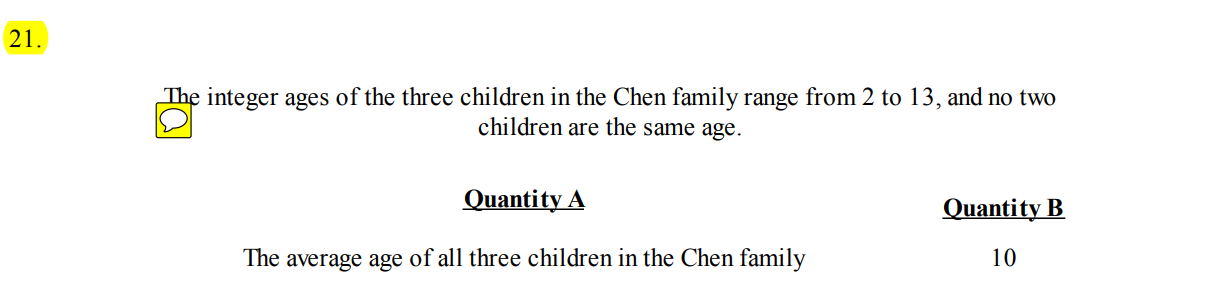 21.
The integer ages of the three children in the Chen family range from 2 to 13, and no two
children are the same age.
Quantity A
Quantity B
The average age of all three children in the Chen family
10